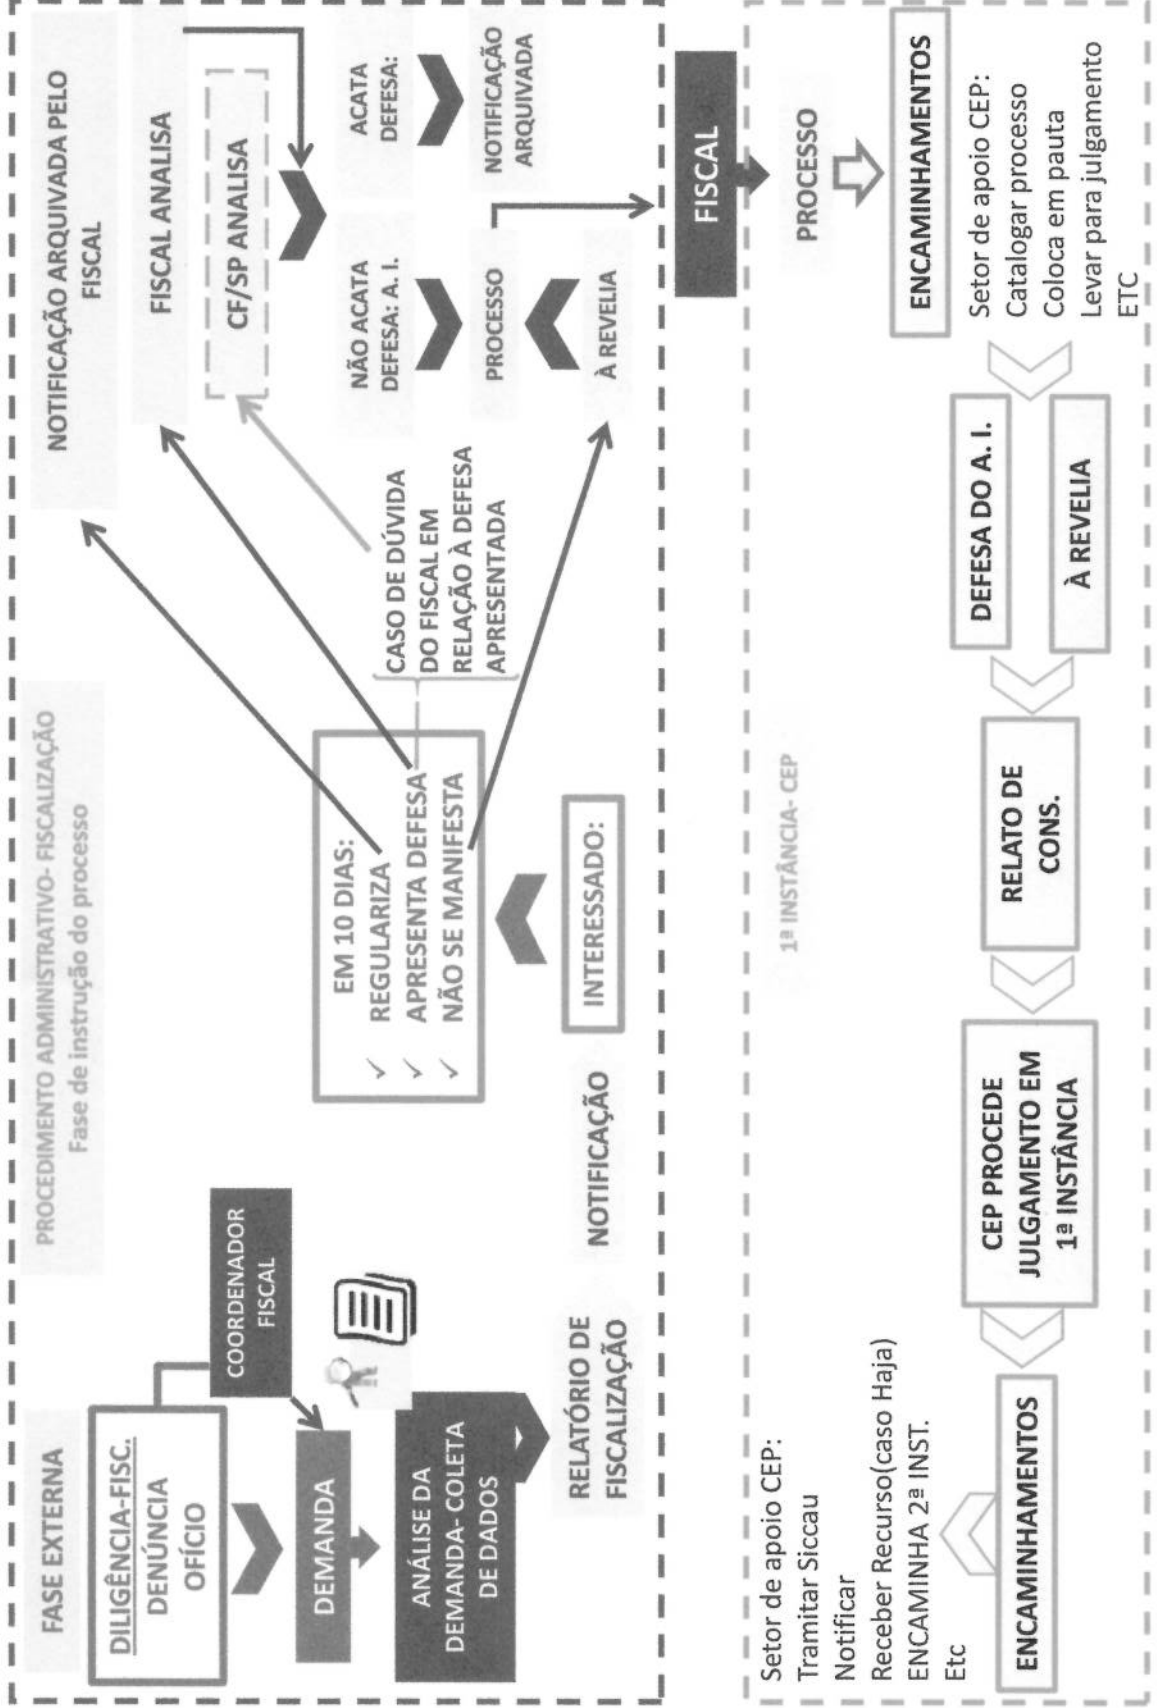 PROCEDIMENTO ADMINISTRATIVO- FISCALIZAÇÃO
Fase de instrução do processo
FASE EXTERNA
DILIGÊNCIA-FISC.
DENÚNCIA
OFÍCIO
COORDENADOR
FISCAL
DEMANDA
ANÁLISE DA
DEMANDA- COLETA
DE DADOS
RELATÓRIO DE
FISCALIZAÇÃO
NOTIFICAÇÃO
INTERESSADO:
EM 10 DIAS:
✓ REGULARIZA
✓ APRESENTA DEFESA
✓ NÃO SE MANIFESTA
CASO DE DÚVIDA
DO FISCAL EM
RELAÇÃO À DEFESA
APRESENTADA
NOTIFICAÇÃO ARQUIVADA PELO
FISCAL
FISCAL ANALISA
CF/SP ANALISA
NÃO ACATA
DEFESA: A. I.
ACATA
DEFESA:
PROCESSO
NOTIFICAÇÃO
ARQUIVADA
À REVELIA
FISCAL
1ª INSTÂNCIA- CEP
PROCESSO
ENCAMINHAMENTOS
Setor de apoio CEP:
Catalogar processo
Coloca em pauta
Levar para julgamento
ETC
DEFESA DO A. I.
À REVELIA
RELATO DE
CONS.
CEP PROCEDE
JULGAMENTO EM
1ª INSTÂNCIA
ENCAMINHAMENTOS
Setor de apoio CEP:
Tramitar Siccau
Notificar
Receber Recurso(caso Haja)
ENCAMINHA 2ª INST.
Etc